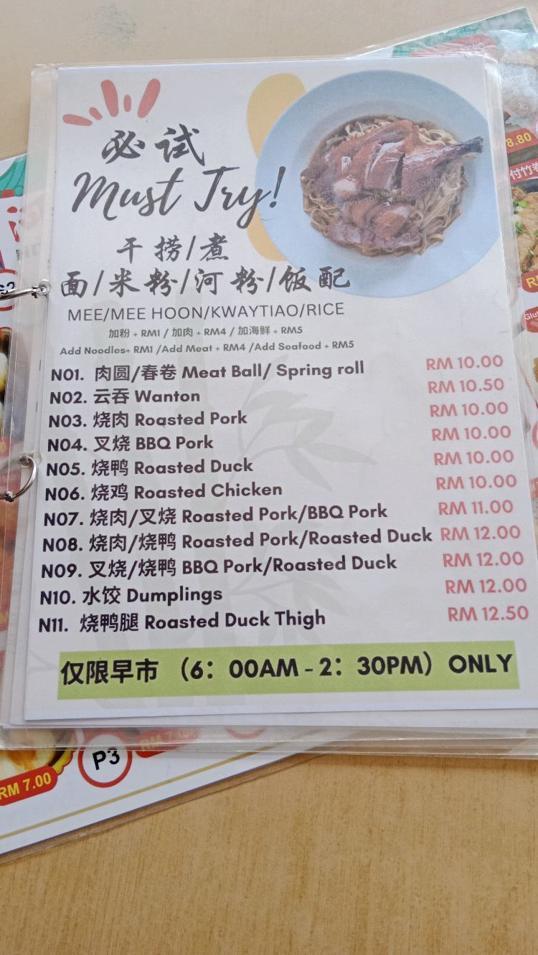 必试
Must Try!
干捞/煮
面/米粉/河粉/饭配
MEE/MEE HOON/KWAYTIAO/RICE
加粉 + RM1 / 加肉 + RM4 / 加海鲜 + RM5
Add Noodles+ RM1 /Add Meat + RM4 /Add Seafood + RM5
N01. 肉圆/春卷 Meat Ball/ Spring roll RM 10.00
N02. 云吞 Wanton RM 10.50
N03. 烧肉 Roasted Pork RM 10.00
N04. 叉烧 BBQ Pork RM 10.00
N05. 烧鸭 Roasted Duck RM 10.00
N06. 烧鸡 Roasted Chicken RM 10.00
N07. 烧肉/叉烧 Roasted Pork/BBQ Pork RM 11.00
N08. 烧肉/烧鸭 Roasted Pork/Roasted Duck RM 12.00
N09. 叉烧/烧鸭 BBQ Pork/Roasted Duck RM 12.00
N10. 水饺 Dumplings RM 12.00
N11. 烧鸭腿 Roasted Duck Thigh RM 12.50
仅限早市 （6：00AM - 2：30PM）ONLY
8.80
P3
RM 7.00